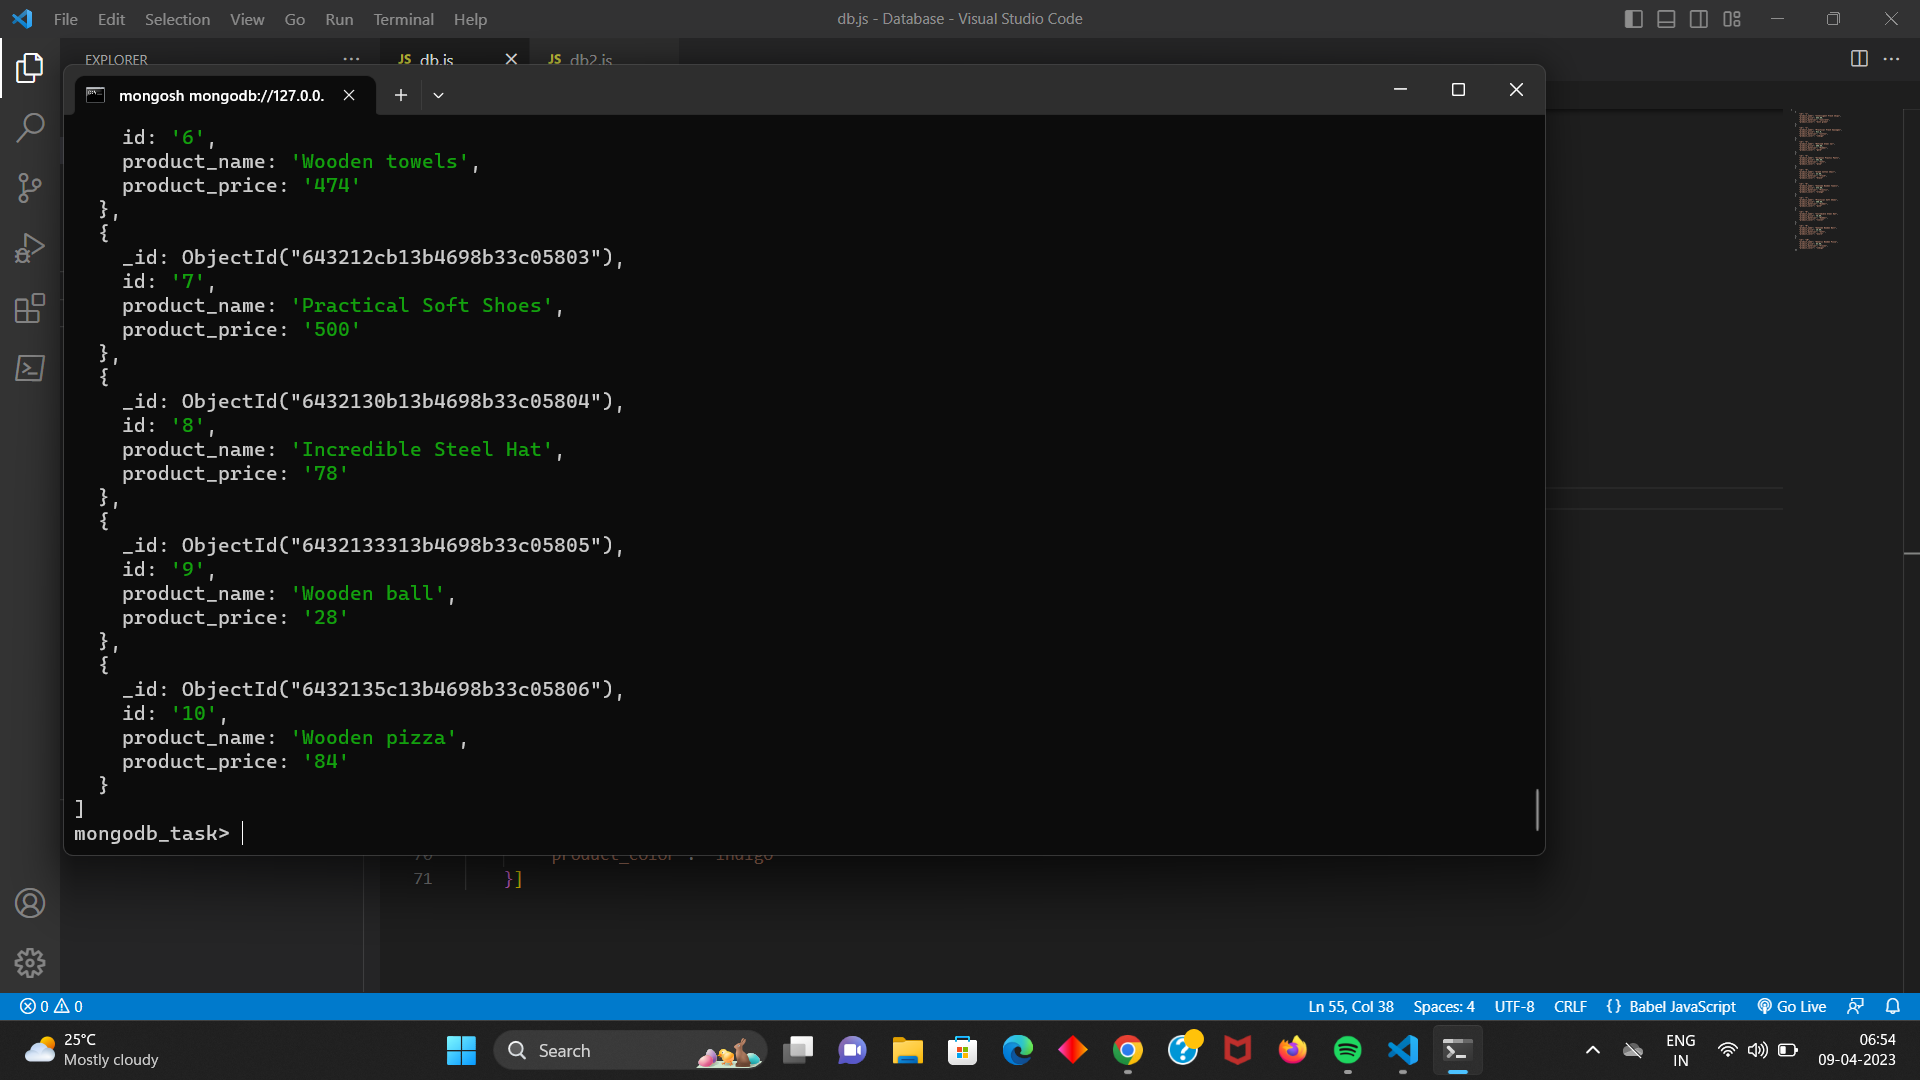 File Edit Selection View Go Run Terminal Help
db.js - Database - Visual Studio Code
EXPLORER
JS db.js
JS db2.js
mongosh mongodb://127.0.0.
id: '6',
product_name: 'Wooden towels',
product_price: '474'
},
{
_id: ObjectId("643212cb13b4698b33c05803"),
id: '7',
product_name: 'Practical Soft Shoes',
product_price: '500'
},
{
_id: ObjectId("6432130b13b4698b33c05804"),
id: '8',
product_name: 'Incredible Steel Hat',
product_price: '78'
},
{
_id: ObjectId("6432133313b4698b33c05805"),
id: '9',
product_name: 'Wooden ball',
product_price: '28'
},
{
_id: ObjectId("6432135c13b4698b33c05806"),
id: '10',
product_name: 'Wooden pizza',
product_price: '84'
}
]
mongodb_task>
70 "product_color": "indigo"
71 }]
0 0
Ln 55, Col 38 Spaces: 4 UTF-8 CRLF {} Babel JavaScript Go Live
25°C
Mostly cloudy
Search
ENG
IN
06:54
09-04-2023